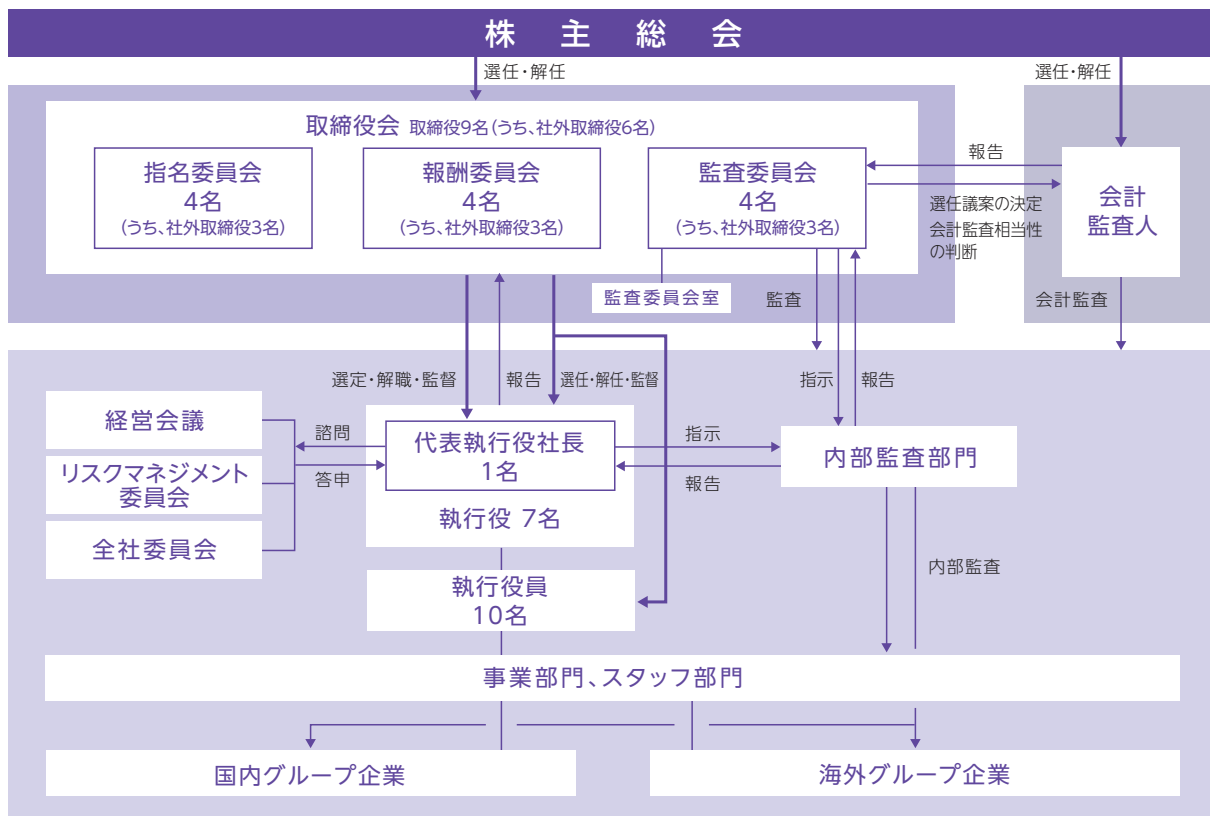 株主総会
選任・解任
選任・解任
取締役会 取締役9名(うち、社外取締役6名)
指名委員会
4名
(うち、社外取締役3名)
報酬委員会
4名
(うち、社外取締役3名)
監査委員会
4名
(うち、社外取締役3名)
報告
選任議案の決定
会計監査相当性
の判断
会計
監査人
監査委員会室
監査
会計監査
選定・解職・監督
報告
選任・解任・監督
指示
報告
経営会議
リスクマネジメント
委員会
全社委員会
諮問
答申
代表執行役社長
1名
執行役 7名
指示
報告
内部監査部門
執行役員
10名
内部監査
事業部門、スタッフ部門
国内グループ企業
海外グループ企業